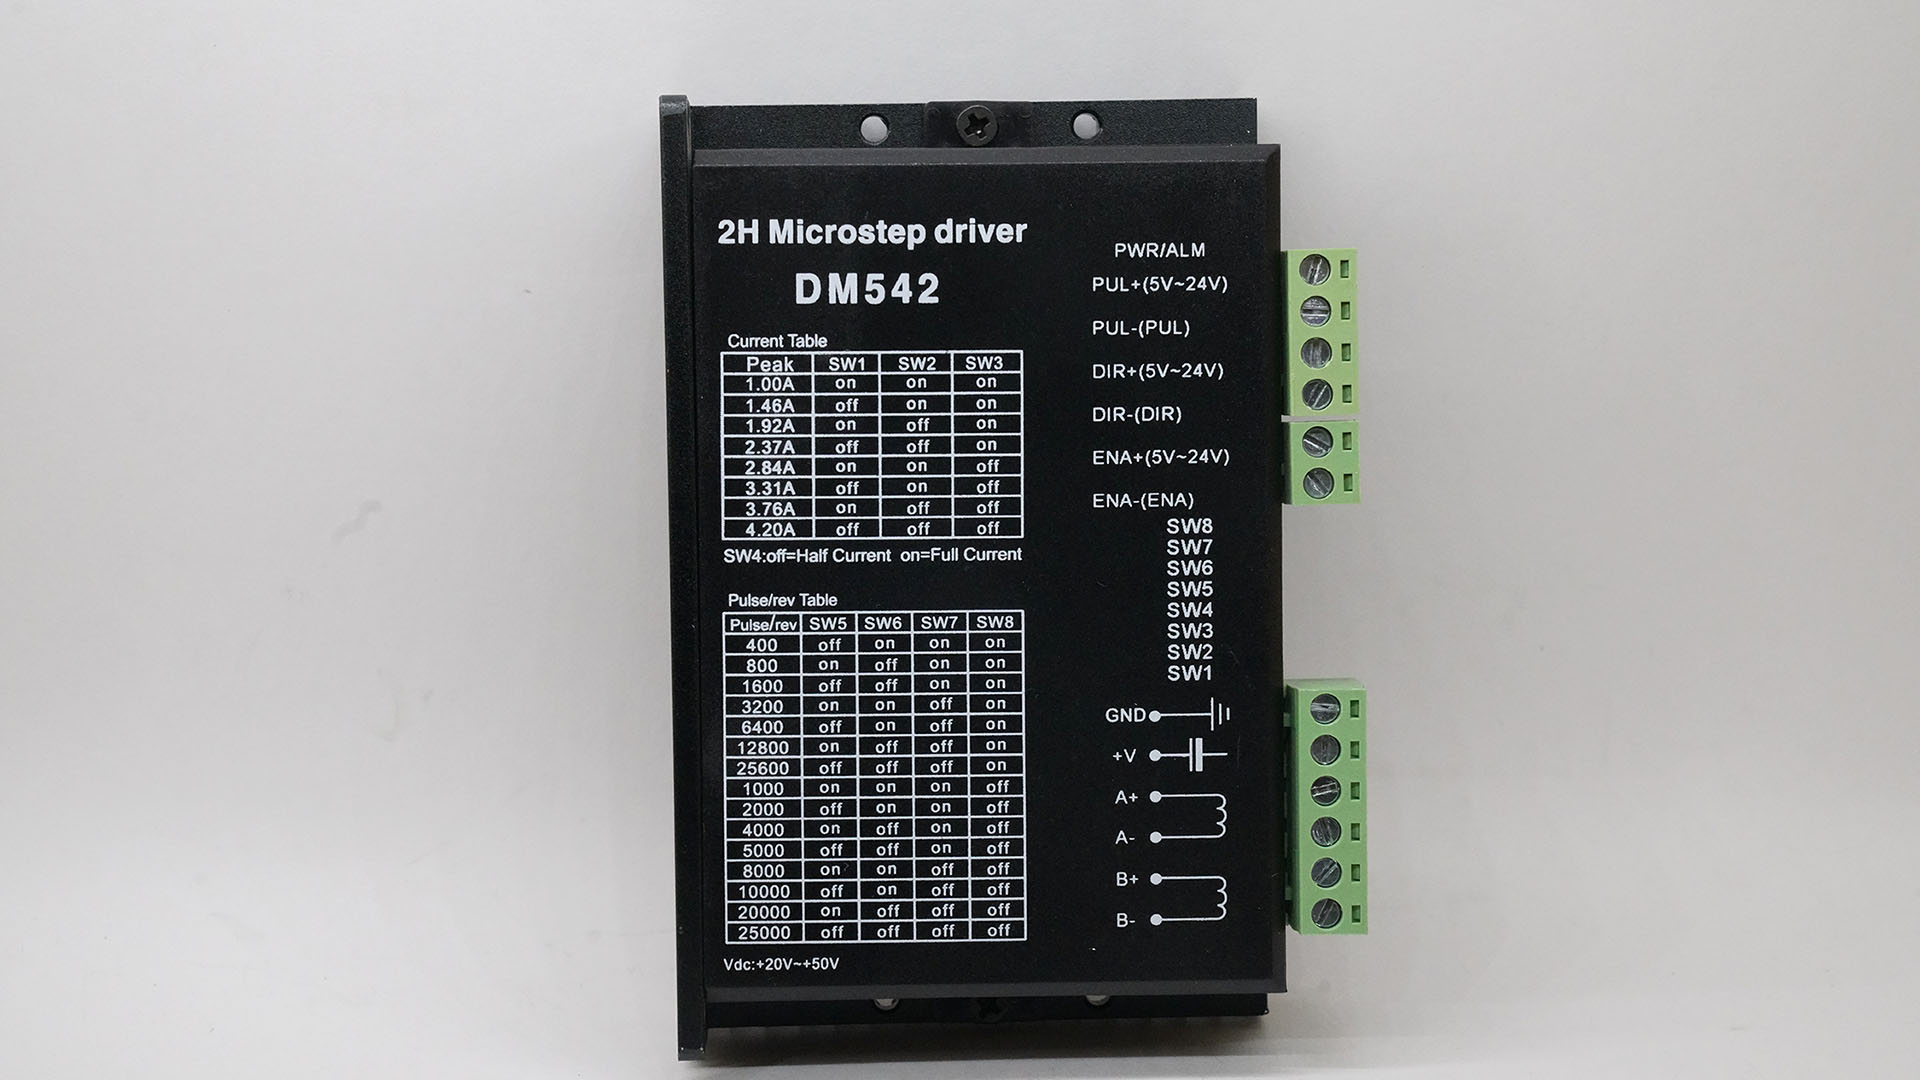 2H Microstep driver
DM542
Current Table
Peak SW1 SW2 SW3
1.00A on on on
1.46A off on on
1.92A on off on
2.37A off off on
2.84A on on off
3.31A off on off
3.76A on off off
4.20A off off off
SW4:off=Half Current on=Full Current
Pulse/rev Table
Pulse/rev SW5 SW6 SW7 SW8
400 off on on on
800 on off on on
1600 off off on on
3200 on on off on
6400 off on off on
12800 on off off on
25600 off off off on
1000 on on on off
2000 off on on off
4000 on off on off
5000 off off on off
8000 on on off off
10000 off on off off
20000 on off off off
25000 off off off off
Vdc:+20V~+50V
PWR/ALM
PUL+(5V~24V)
PUL-(PUL)
DIR+(5V~24V)
DIR-(DIR)
ENA+(5V~24V)
ENA-(ENA)
SW8
SW7
SW6
SW5
SW4
SW3
SW2
SW1
GND
+V
A+
A-
B+
B-